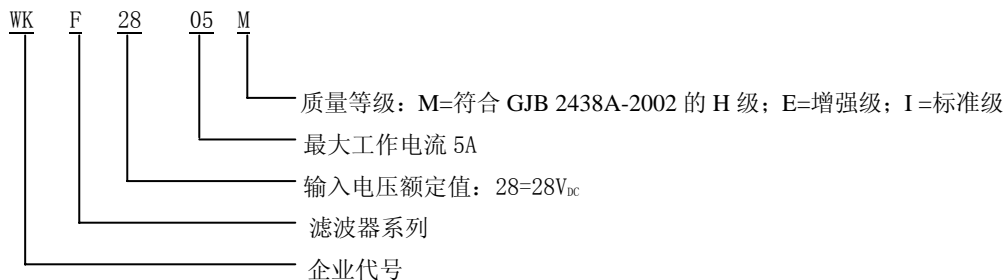 WK F 28 05 M
质量等级：M=符合 GJB 2438A-2002 的 H 级；E=增强级；I =标准级
最大工作电流 5A
输入电压额定值：28=28VDC
滤波器系列
企业代号